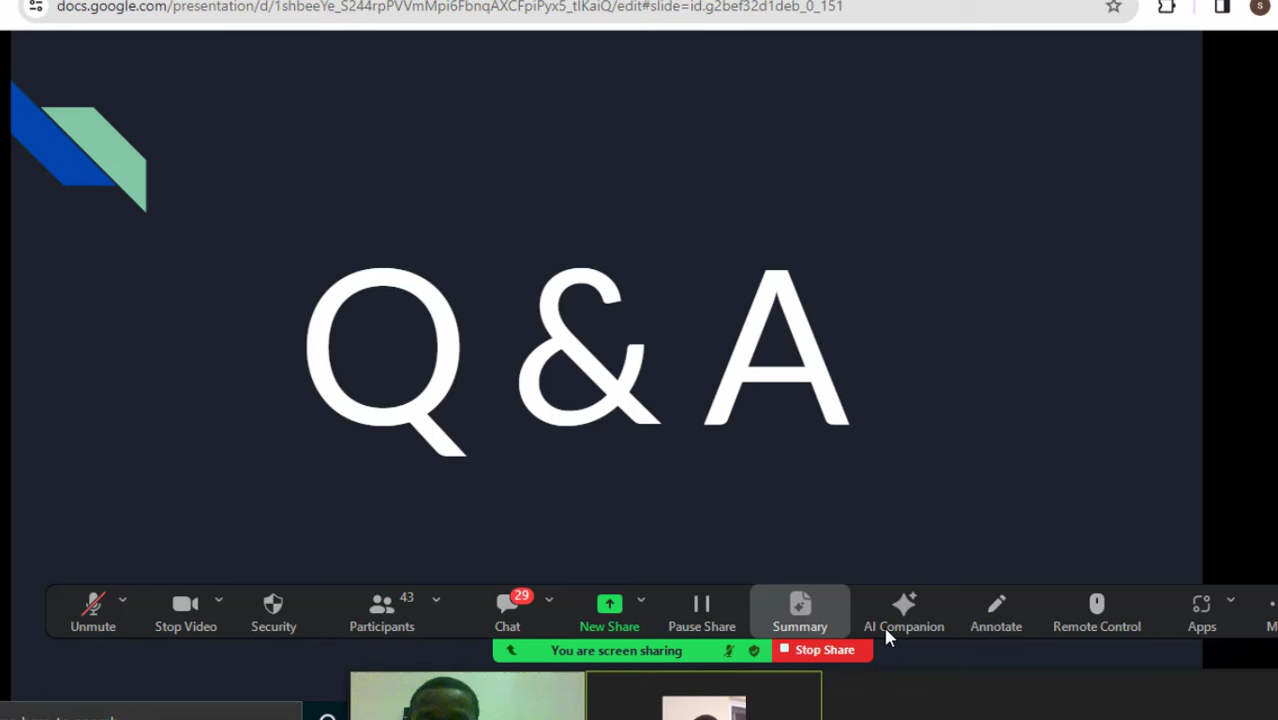 docs.google.com/presentation/d/1shbeeYe_S244rpPVVmMpi6FbnqAXCFpiPyx5_tlKaiQ/edit#slide=id.g2bef32d1deb_0_151
S
Q & A
43
29
Unmute
Stop Video
Security
Participants
Chat
New Share
Pause Share
Summary
AI Companion
Annotate
Remote Control
Apps
You are screen sharing
Stop Share